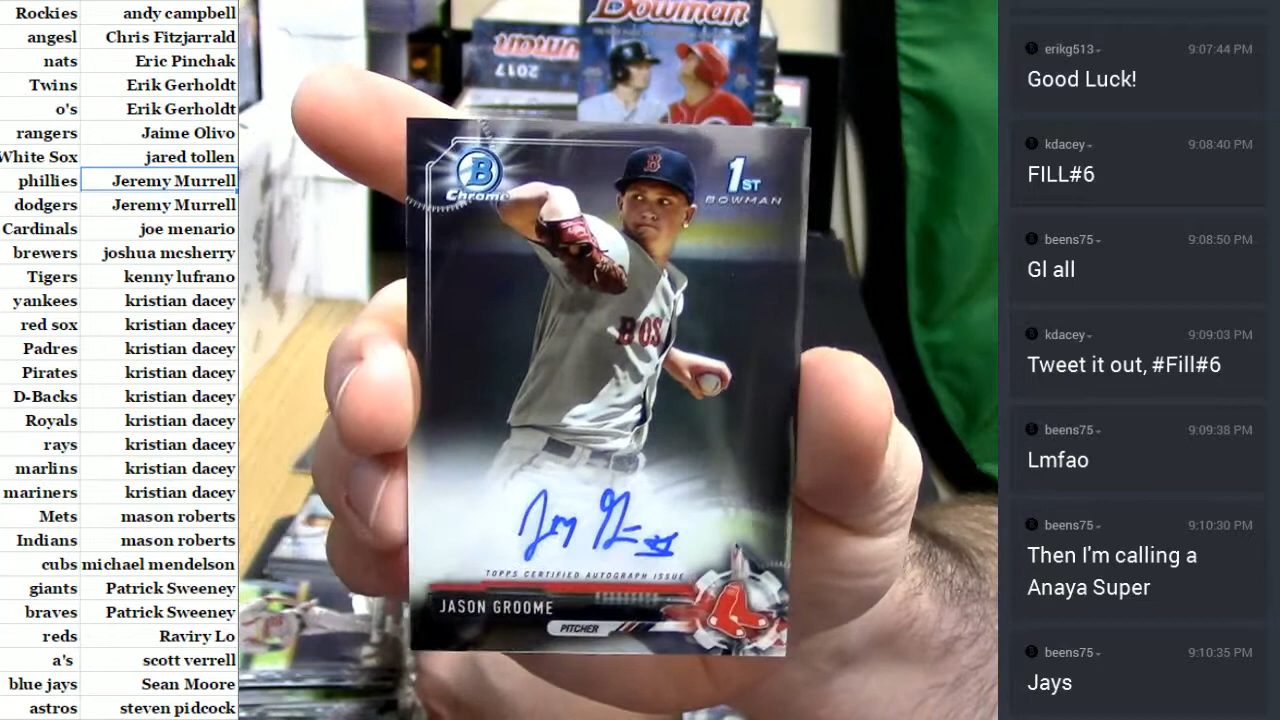 Rockies andy campbell
angesl Chris Fitzjarrald
nats Eric Pinchak
Twins Erik Gerholdt
o's Erik Gerholdt
rangers Jaime Olivo
White Sox jared tollen
phillies Jeremy Murrell
dodgers Jeremy Murrell
Cardinals joe menario
brewers joshua mcsherry
Tigers kenny lufrano
yankees kristian dacey
red sox kristian dacey
Padres kristian dacey
Pirates kristian dacey
D-Backs kristian dacey
Royals kristian dacey
rays kristian dacey
marlins kristian dacey
mariners kristian dacey
Mets mason roberts
Indians mason roberts
cubs michael mendelson
giants Patrick Sweeney
braves Patrick Sweeney
reds Raviry Lo
a's scott verrell
blue jays Sean Moore
astros steven pidcock
Bowman
2017
B
Chrome
1ST
BOWMAN
B
BOS
TOPPS CERTIFIED AUTOGRAPH ISSUE
JASON GROOME
PITCHER
erikg513 9:07:44 PM
Good Luck!
kdacey 9:08:40 PM
FILL#6
beens75 9:08:50 PM
Gl all
kdacey 9:09:03 PM
Tweet it out, #Fill#6
beens75 9:09:38 PM
Lmfao
beens75 9:10:30 PM
Then I'm calling a
Anaya Super
beens75 9:10:35 PM
Jays